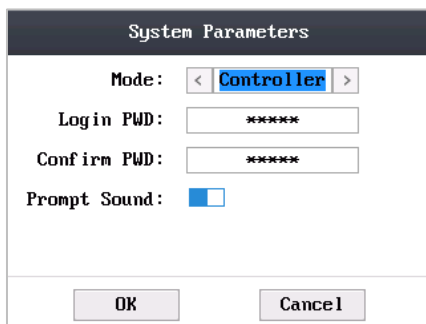 System Parameters
Mode: < Controller >
Login PWD: *****
Confirm PWD: *****
Prompt Sound:
OK Cancel